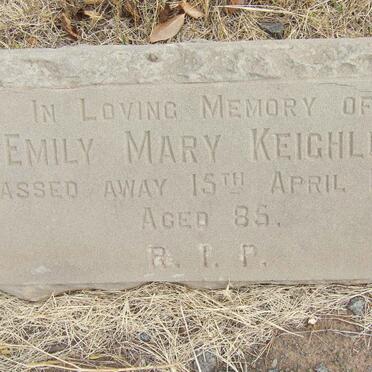 IN LOVING MEMORY OF
EMILY MARY KEIGHL
ASSED AWAY 15TH APRIL
AGED 85.
R.I.P.